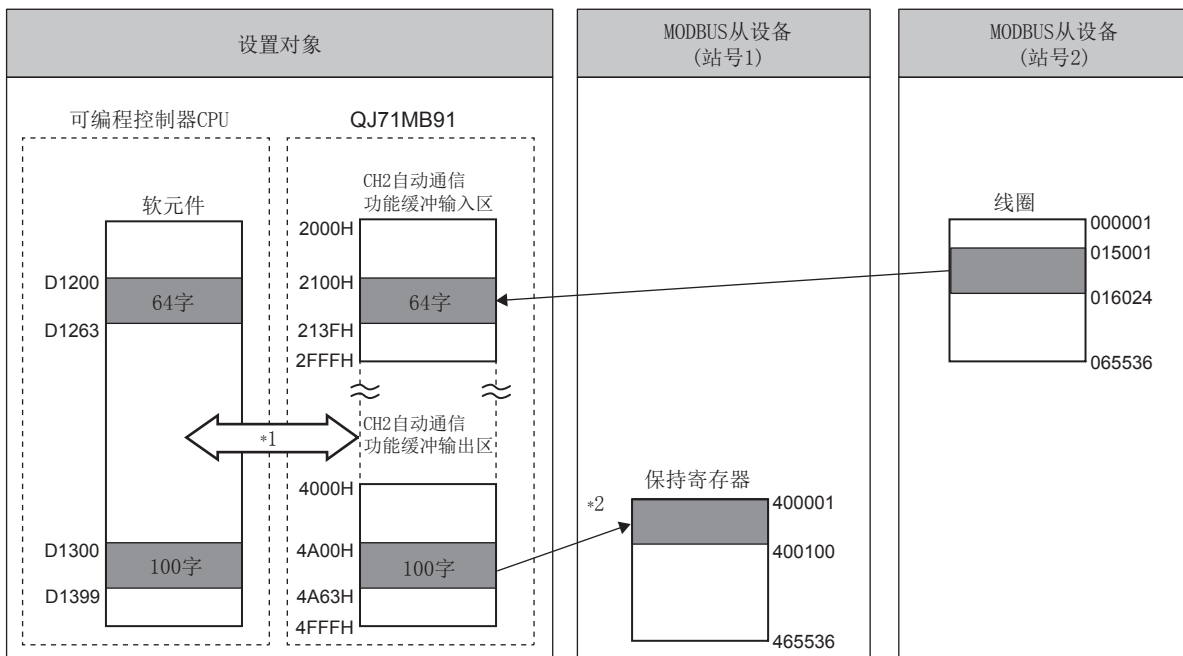 设置对象
MODBUS从设备
(站号1)
MODBUS从设备
(站号2)
可编程控制器CPU
QJ71MB91
软元件
D1200
64字
D1263
D1300
100字
D1399
CH2自动通信
功能缓冲输入区
2000H
2100H
64字
213FH
2FFFH
*1
CH2自动通信
功能缓冲输出区
4000H
4A00H
100字
4A63H
4FFFH
*2
保持寄存器
400001
400100
465536
线圈
000001
015001
016024
065536